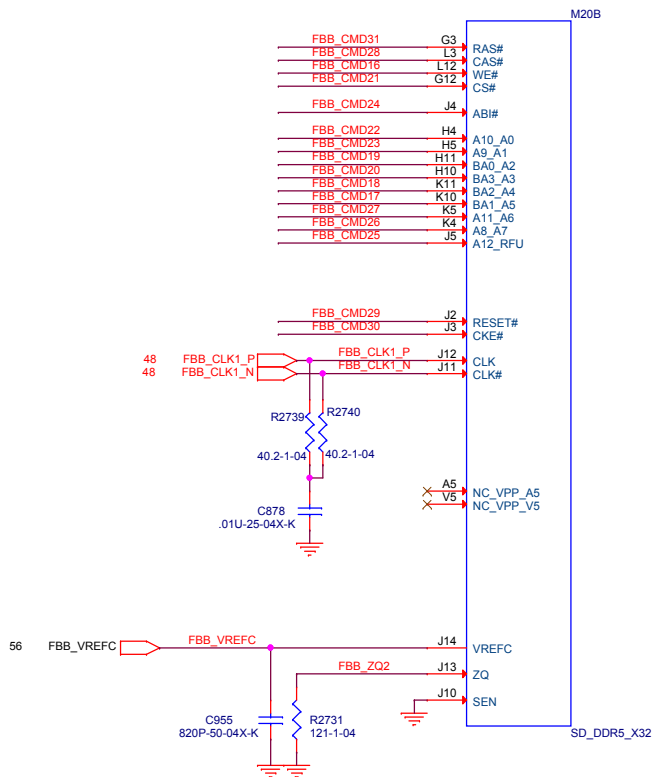 M20B
FBB_CMD31 G3 RAS#
FBB_CMD28 L3 CAS#
FBB_CMD16 L12 WE#
FBB_CMD21 G12 CS#
FBB_CMD24 J4 ABI#
FBB_CMD22 H4 A10_A0
FBB_CMD23 H5 A9_A1
FBB_CMD19 H11 BA0_A2
FBB_CMD20 H10 BA3_A3
FBB_CMD18 K11 BA2_A4
FBB_CMD17 K10 BA1_A5
FBB_CMD27 K5 A11_A6
FBB_CMD26 K4 A8_A7
FBB_CMD25 J5 A12_RFU
FBB_CMD29 J2 RESET#
FBB_CMD30 J3 CKE#
48 FBB_CLK1_P FBB_CLK1_P J12 CLK
48 FBB_CLK1_N FBB_CLK1_N J11 CLK#
R2739 R2740
40.2-1-04 40.2-1-04
A5 NC_VPP_A5
V5 NC_VPP_V5
C878
.01U-25-04X-K
56 FBB_VREFC FBB_VREFC J14 VREFC
FBB_ZQ2 J13 ZQ
J10 SEN
C955 R2731
820P-50-04X-K 121-1-04
SD_DDR5_X32